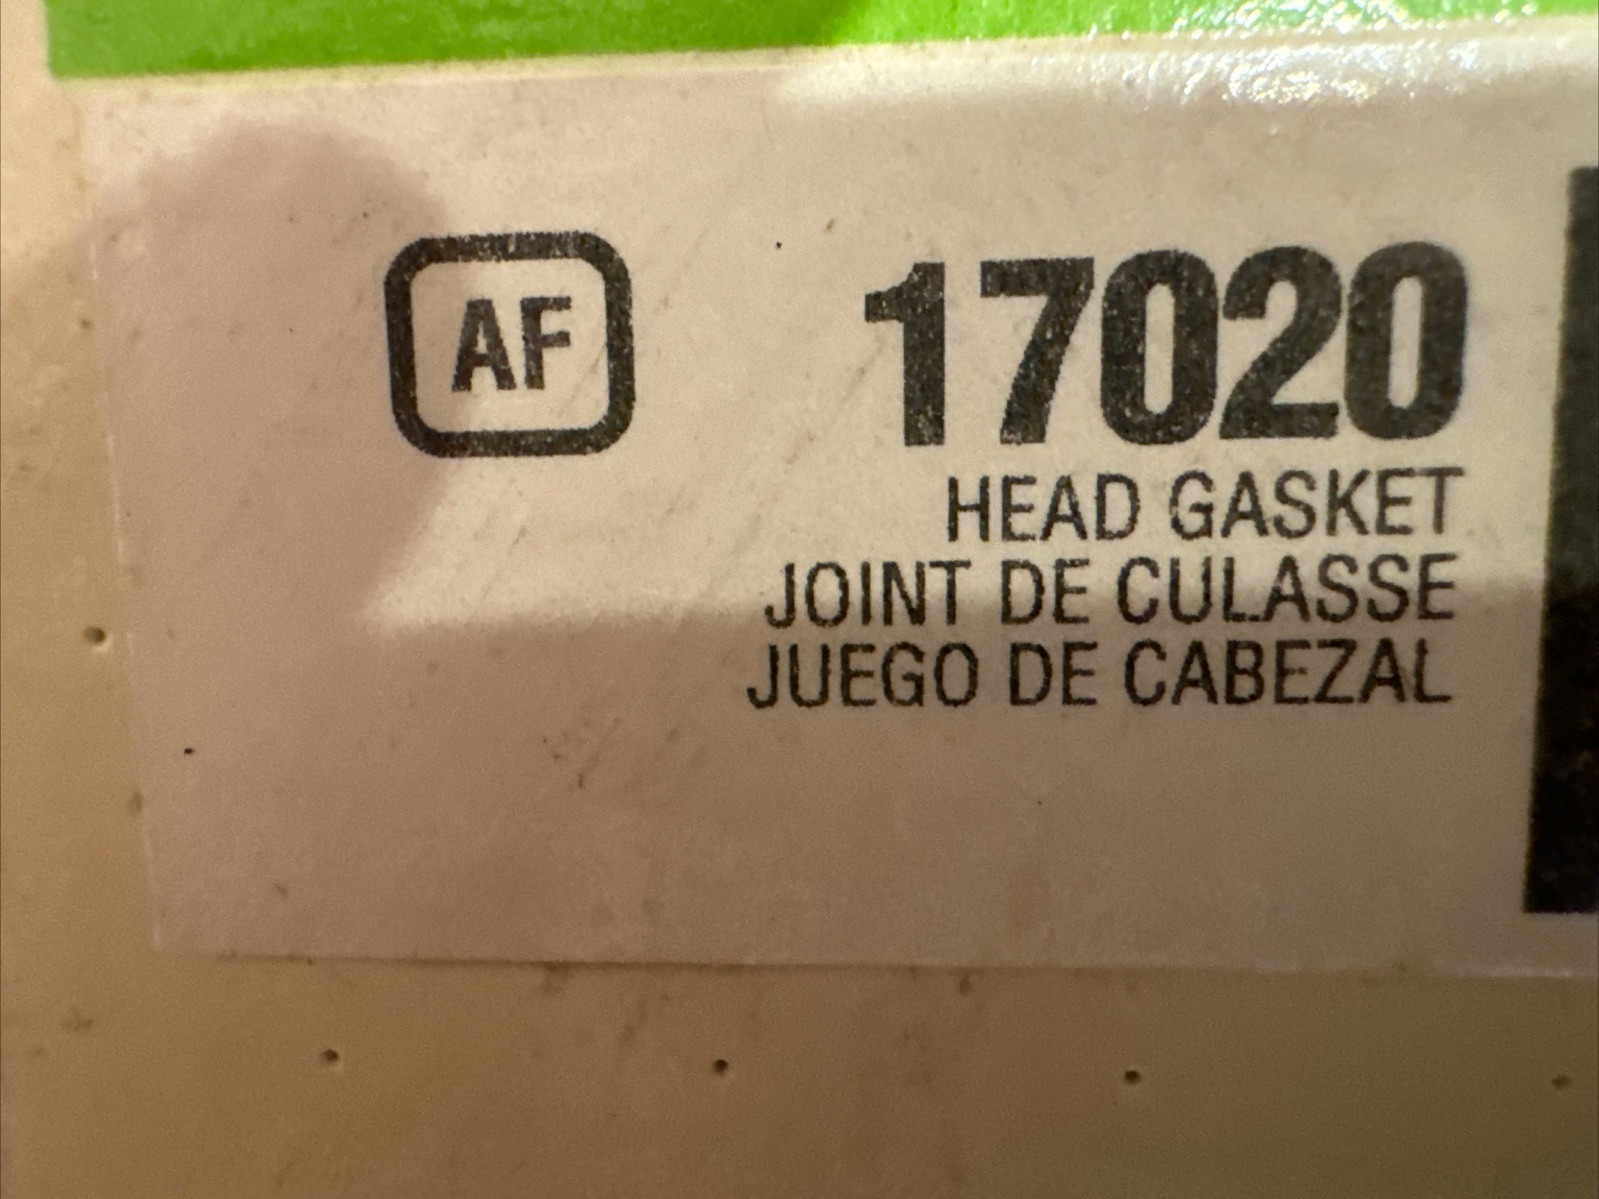 AF
17020
HEAD GASKET
JOINT DE CULASSE
JUEGO DE CABEZAL